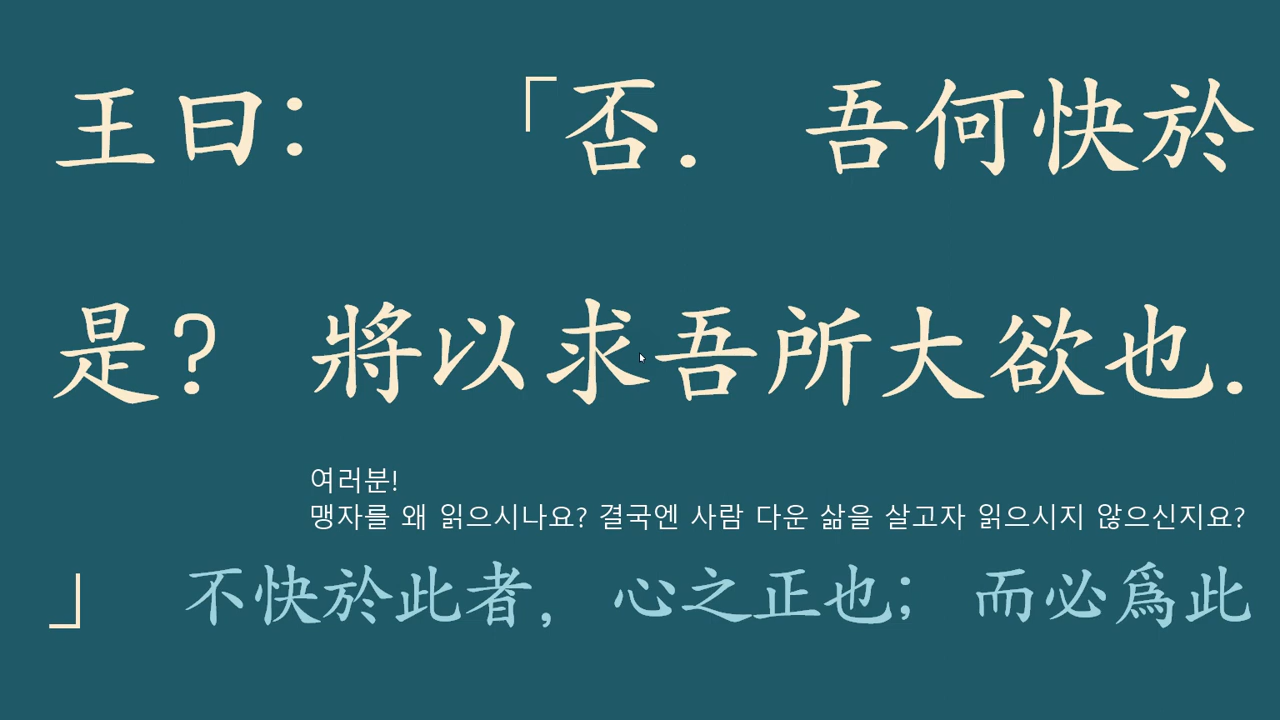 王曰: 「否. 吾何快於
是? 將以求吾所大欲也.
여러분!
맹자를 왜 읽으시나요? 결국엔 사람 다운 삶을 살고자 읽으시지 않으신지요?
」 不快於此者, 心之正也; 而必爲此